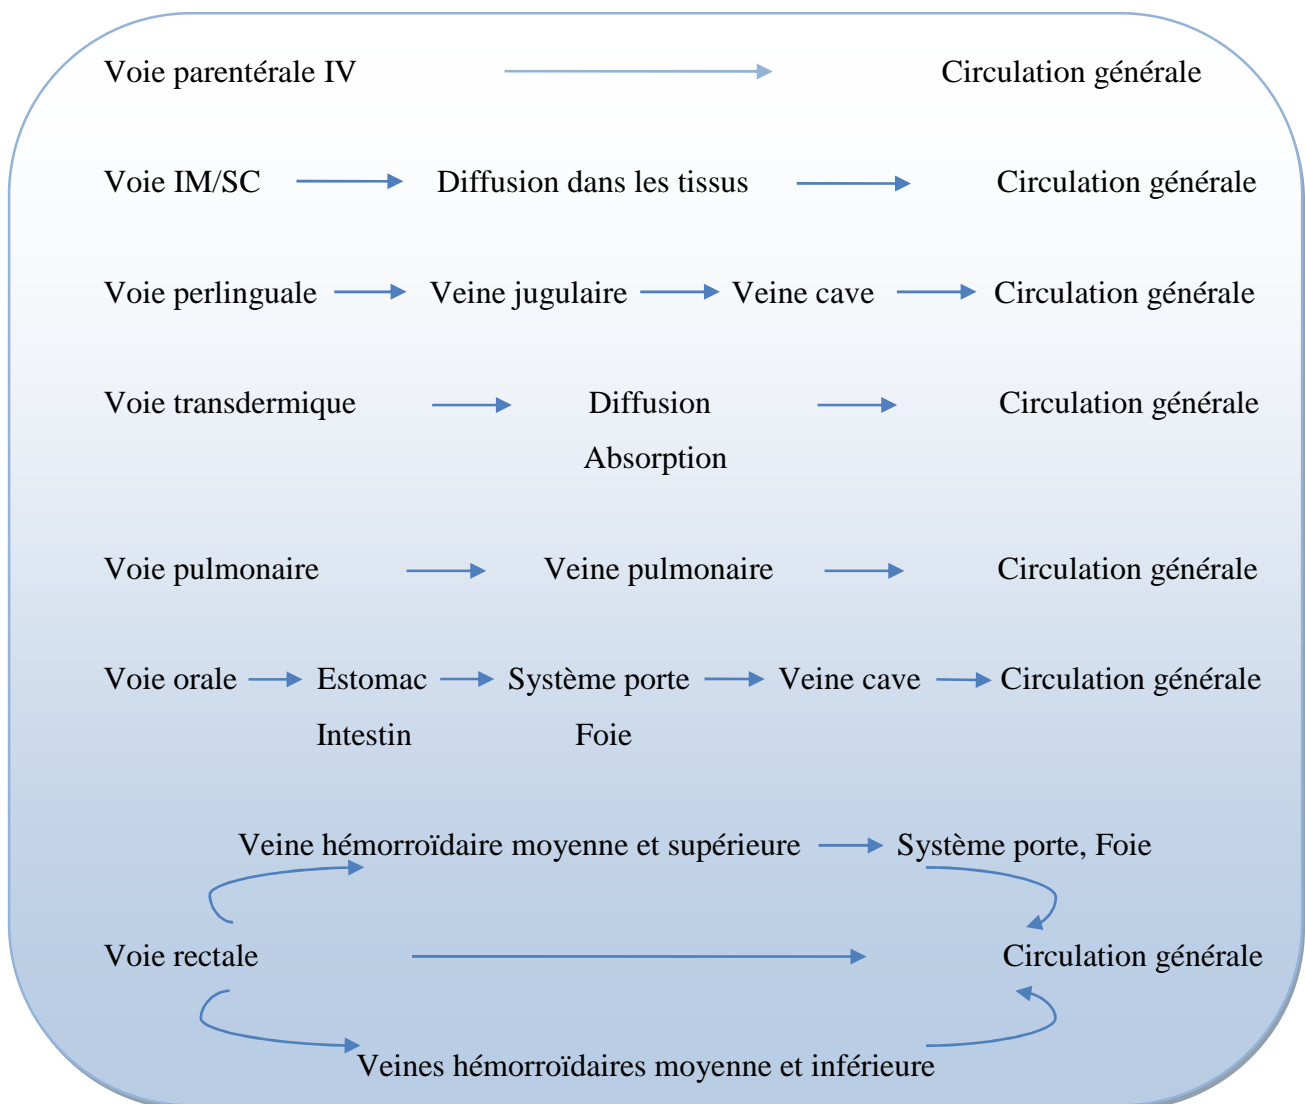 Voie parentérale IV Circulation générale
Voie IM/SC Diffusion dans les tissus Circulation générale
Voie perlinguale Veine jugulaire Veine cave Circulation générale
Voie transdermique Diffusion Circulation générale
Absorption
Voie pulmonaire Veine pulmonaire Circulation générale
Voie orale Estomac Système porte Veine cave Circulation générale
Intestin Foie
Veine hémorroïdaire moyenne et supérieure Système porte, Foie
Voie rectale Circulation générale
Veines hémorroïdaires moyenne et inférieure